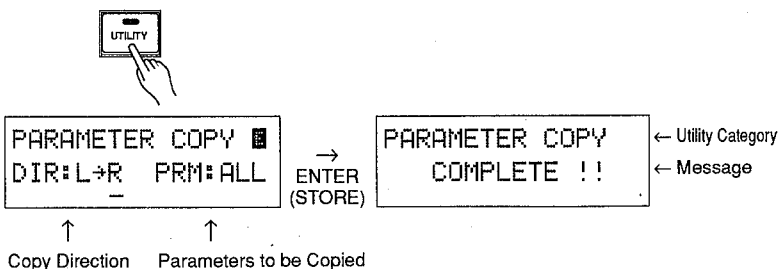 UTILITY
PARAMETER COPY
DIR:L→R PRM:ALL
→
ENTER
(STORE)
PARAMETER COPY
COMPLETE !!
← Utility Category
← Message
↑ ↑
Copy Direction Parameters to be Copied